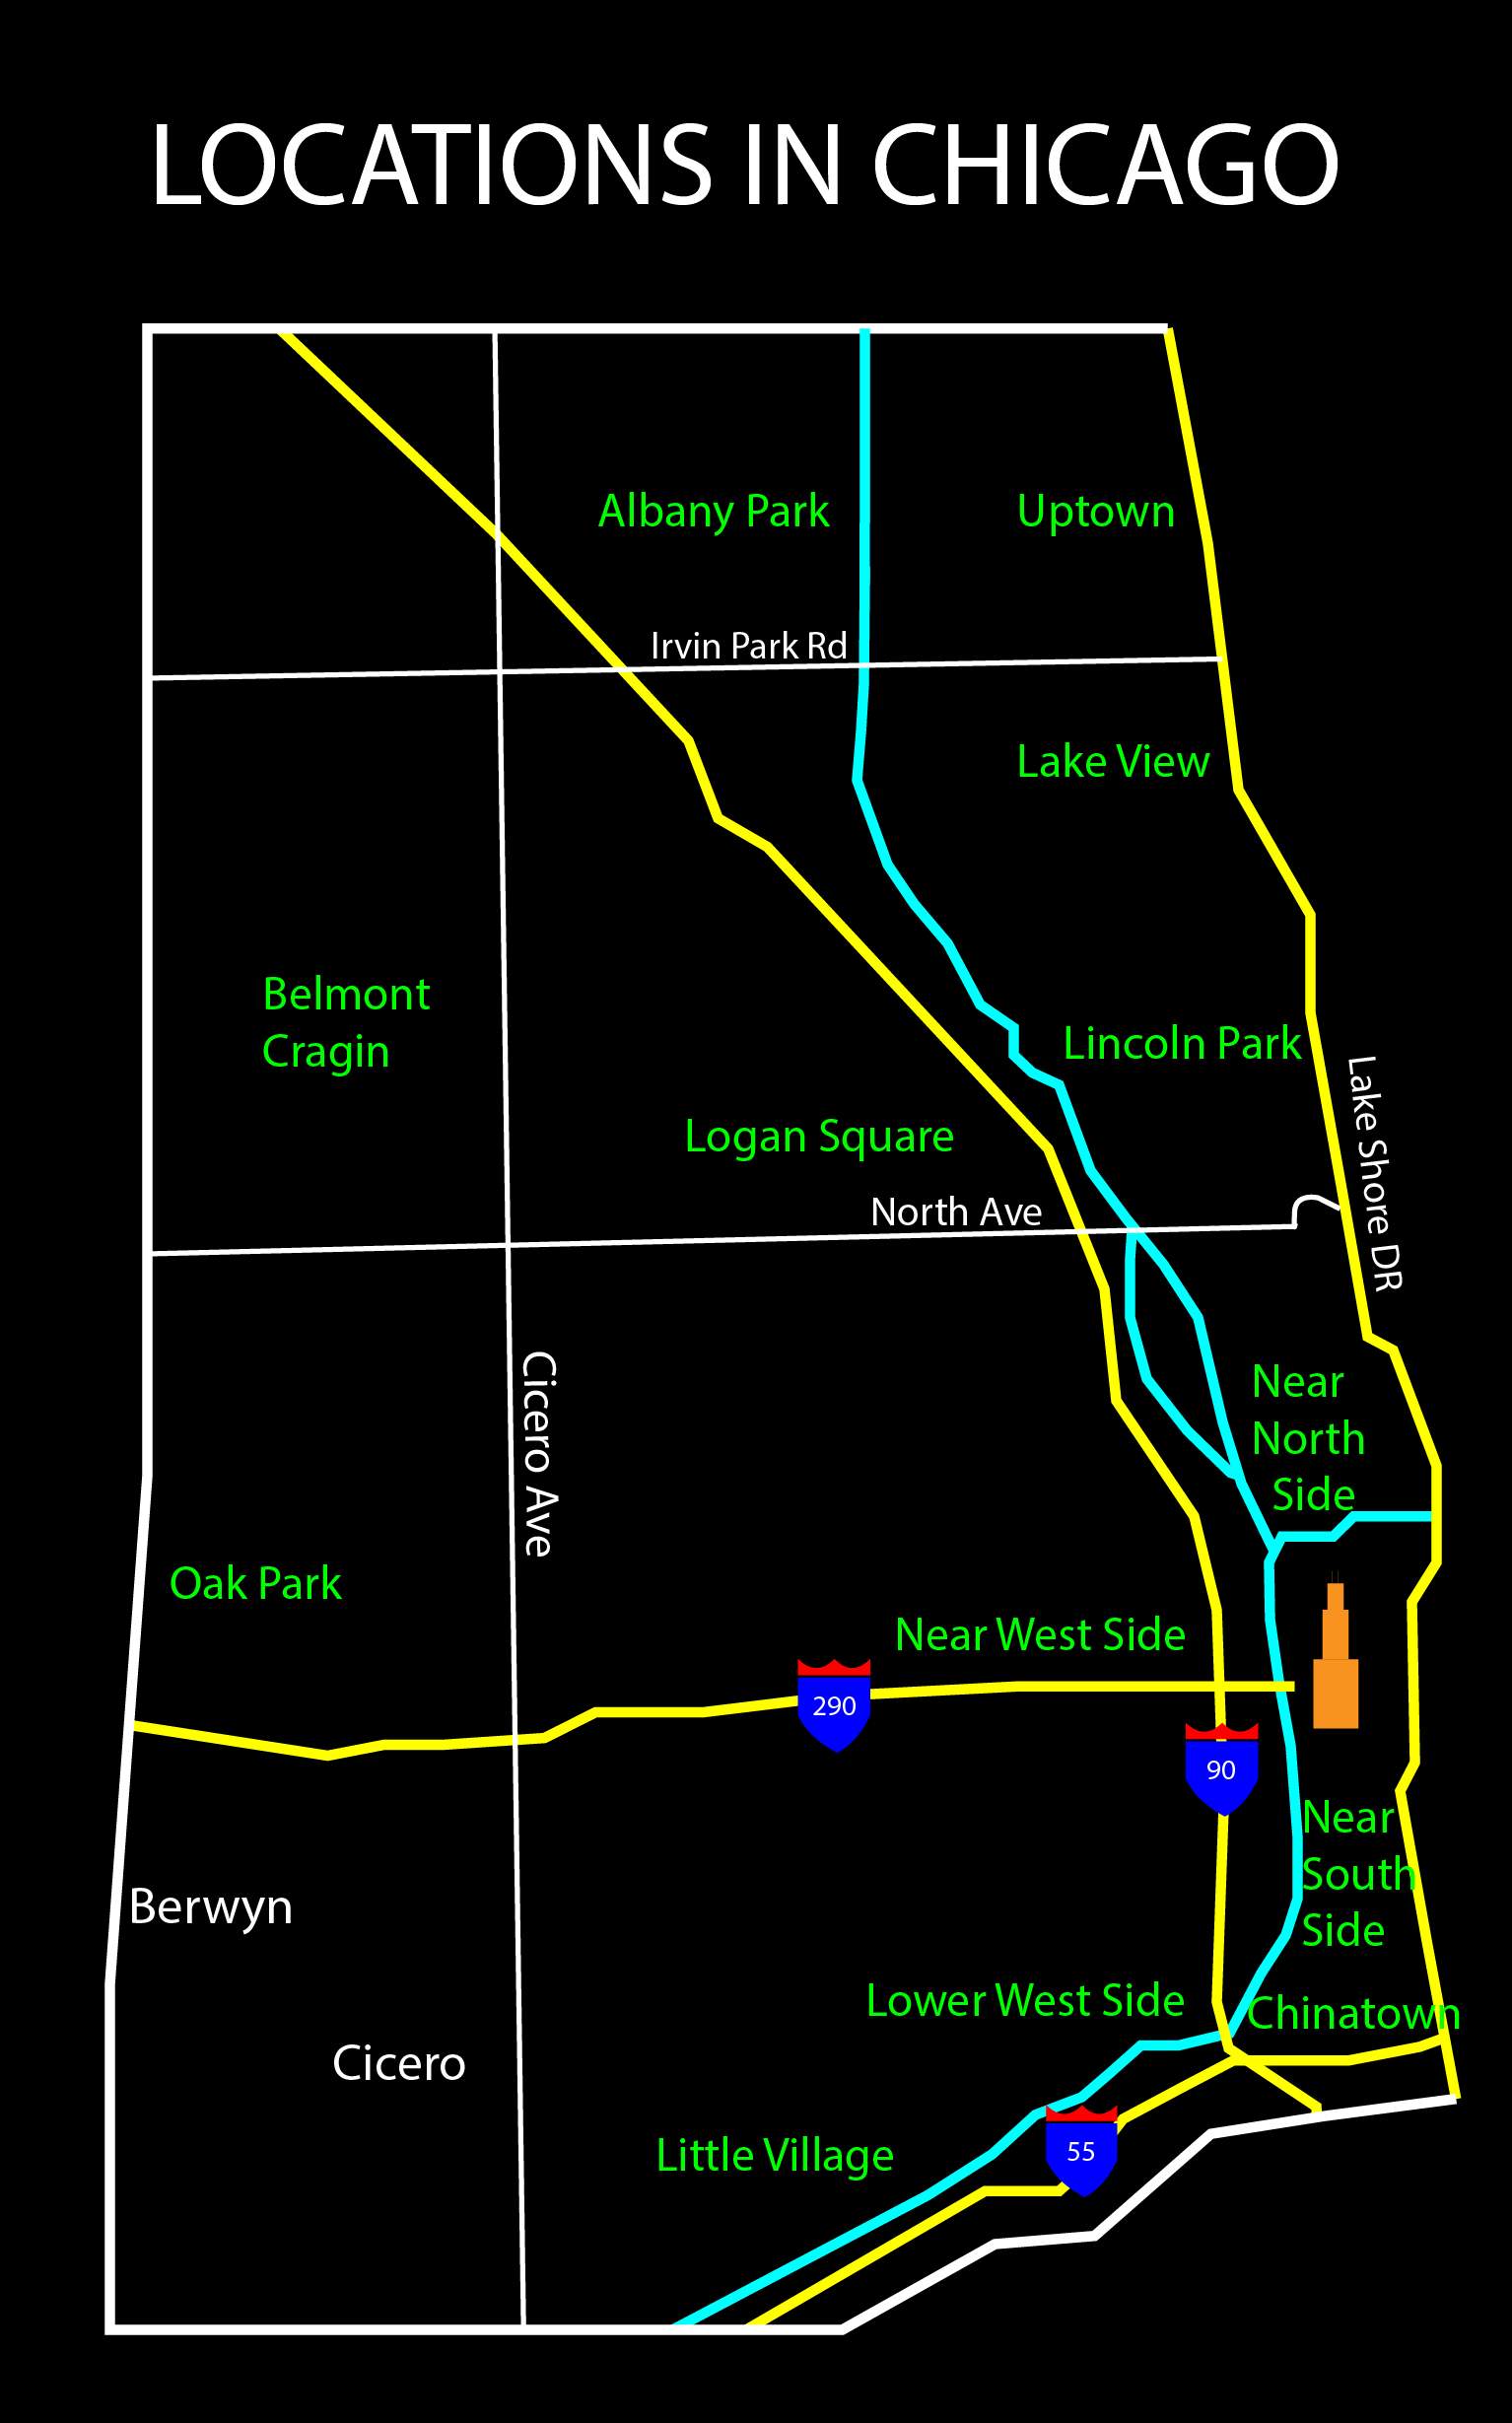 LOCATIONS IN CHICAGO
Albany Park
Uptown
Irvin Park Rd
Lake View
Belmont
Cragin
Lincoln Park
Lake Shore DR
Logan Square
North Ave
Cicero Ave
Near
North
Side
Oak Park
Near West Side
290
90
Near
South
Side
Berwyn
Lower West Side
Chinatown
Cicero
Little Village
55